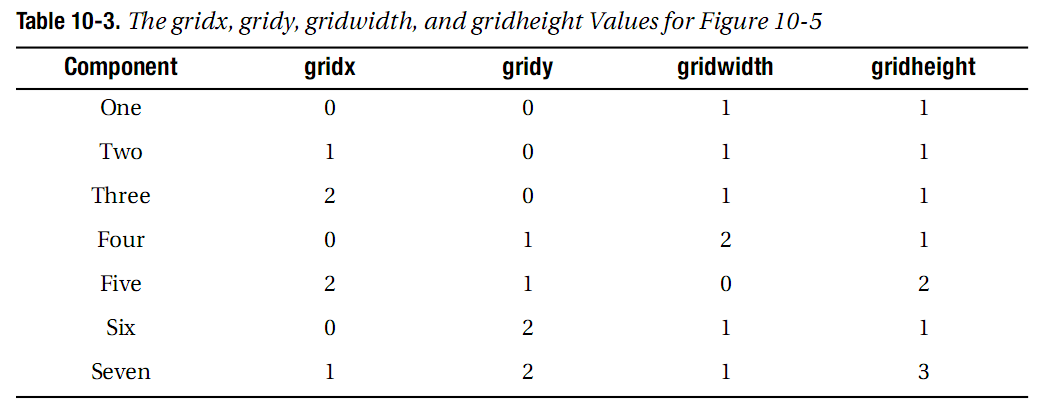 Table 10-3. The gridx, gridy, gridwidth, and gridheight Values for Figure 10-5
Component gridx gridy gridwidth gridheight
One 0 0 1 1
Two 1 0 1 1
Three 2 0 1 1
Four 0 1 2 1
Five 2 1 0 2
Six 0 2 1 1
Seven 1 2 1 3